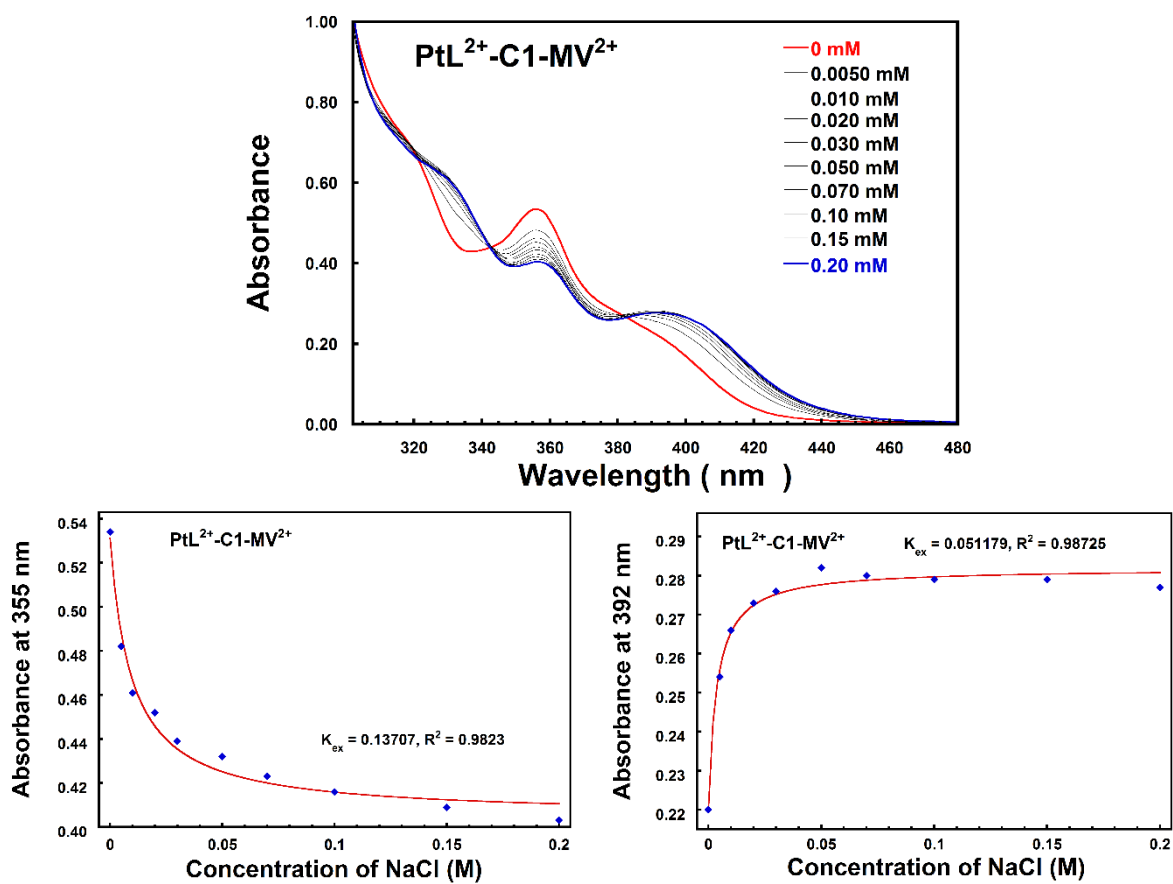 PtL²⁺-C1-MV²⁺
0 mM
0.0050 mM
0.010 mM
0.020 mM
0.030 mM
0.050 mM
0.070 mM
0.10 mM
0.15 mM
0.20 mM
Absorbance
1.00
0.80
0.60
0.40
0.20
0.00
320 340 360 380 400 420 440 460 480
Wavelength ( nm )
PtL²⁺-C1-MV²⁺
K_ex = 0.13707, R² = 0.9823
Absorbance at 355 nm
0.54
0.52
0.50
0.48
0.46
0.44
0.42
0.40
0 0.05 0.1 0.15 0.2
Concentration of NaCl (M)
PtL²⁺-C1-MV²⁺
K_ex = 0.051179, R² = 0.98725
Absorbance at 392 nm
0.29
0.28
0.27
0.26
0.25
0.24
0.23
0.22
0 0.05 0.1 0.15 0.2
Concentration of NaCl (M)